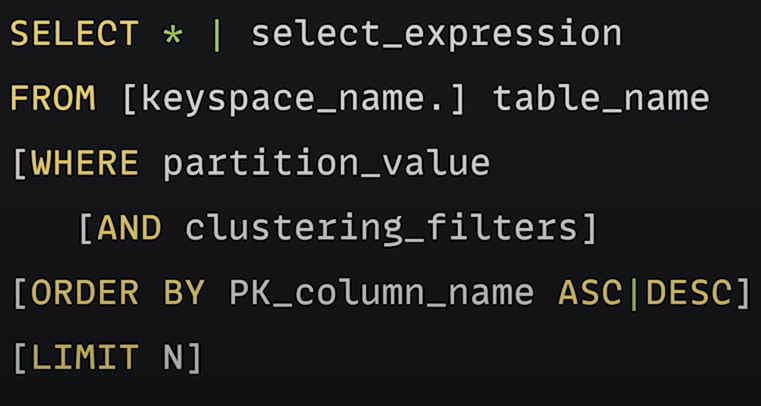 SELECT * | select_expression
FROM [keyspace_name.] table_name
[WHERE partition_value
[AND clustering_filters]
[ORDER BY PK_column_name ASC|DESC]
[LIMIT N]